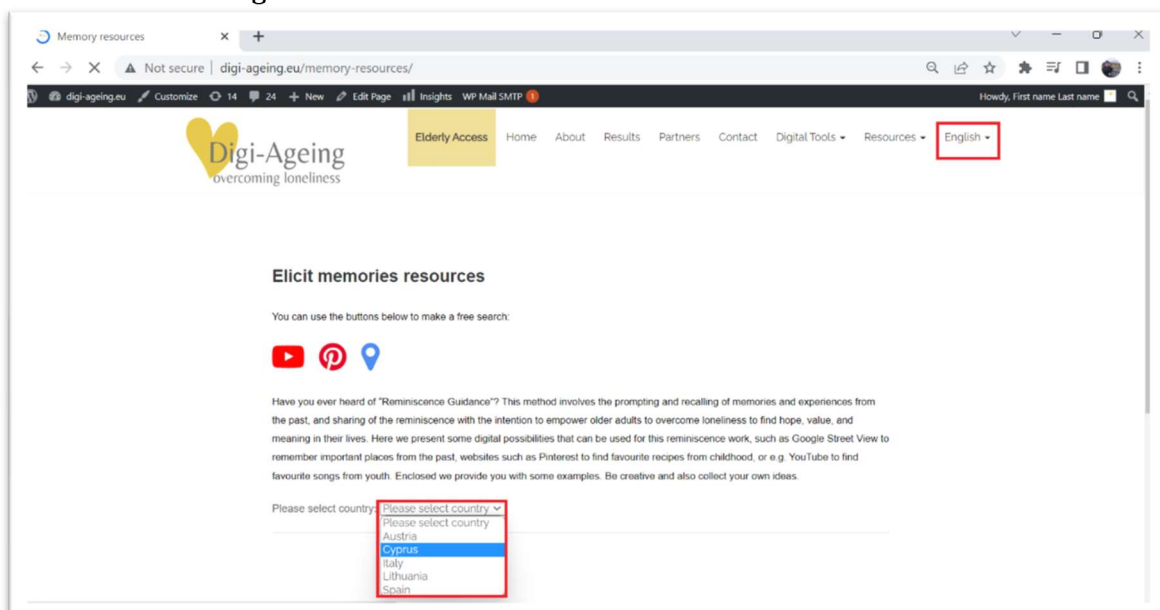 g
Memory resources
Not secure | digi-ageing.eu/memory-resources/
digi-ageing.eu Customize 14 24 New Edit Page Insights WP Mail SMTP 1 Howdy, First name Last name
Digi-Ageing
overcoming loneliness
Elderly Access Home About Results Partners Contact Digital Tools Resources English
Elicit memories resources
You can use the buttons below to make a free search:
Have you ever heard of "Reminiscence Guidance"? This method involves the prompting and recalling of memories and experiences from
the past, and sharing of the reminiscence with the intention to empower older adults to overcome loneliness to find hope, value, and
meaning in their lives. Here we present some digital possibilities that can be used for this reminiscence work, such as Google Street View to
remember important places from the past, websites such as Pinterest to find favourite recipes from childhood, or e.g. YouTube to find
favourite songs from youth. Enclosed we provide you with some examples. Be creative and also collect your own ideas.
Please select country: Please select country
Please select country
Austria
Cyprus
Italy
Lithuania
Spain